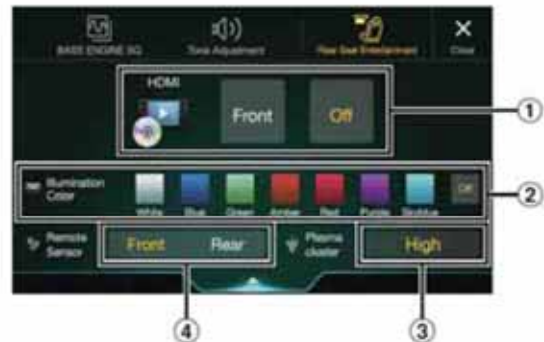 BASS ENGINE SQ
Tone Adjustment
Rear Seat Entertainment
Close
HDMI
Front
Off
1
Illumination Color
White
Blue
Green
Amber
Red
Purple
Skyblue
Off
2
Remote Sensor
Front
Rear
Plasma cluster
High
4
3